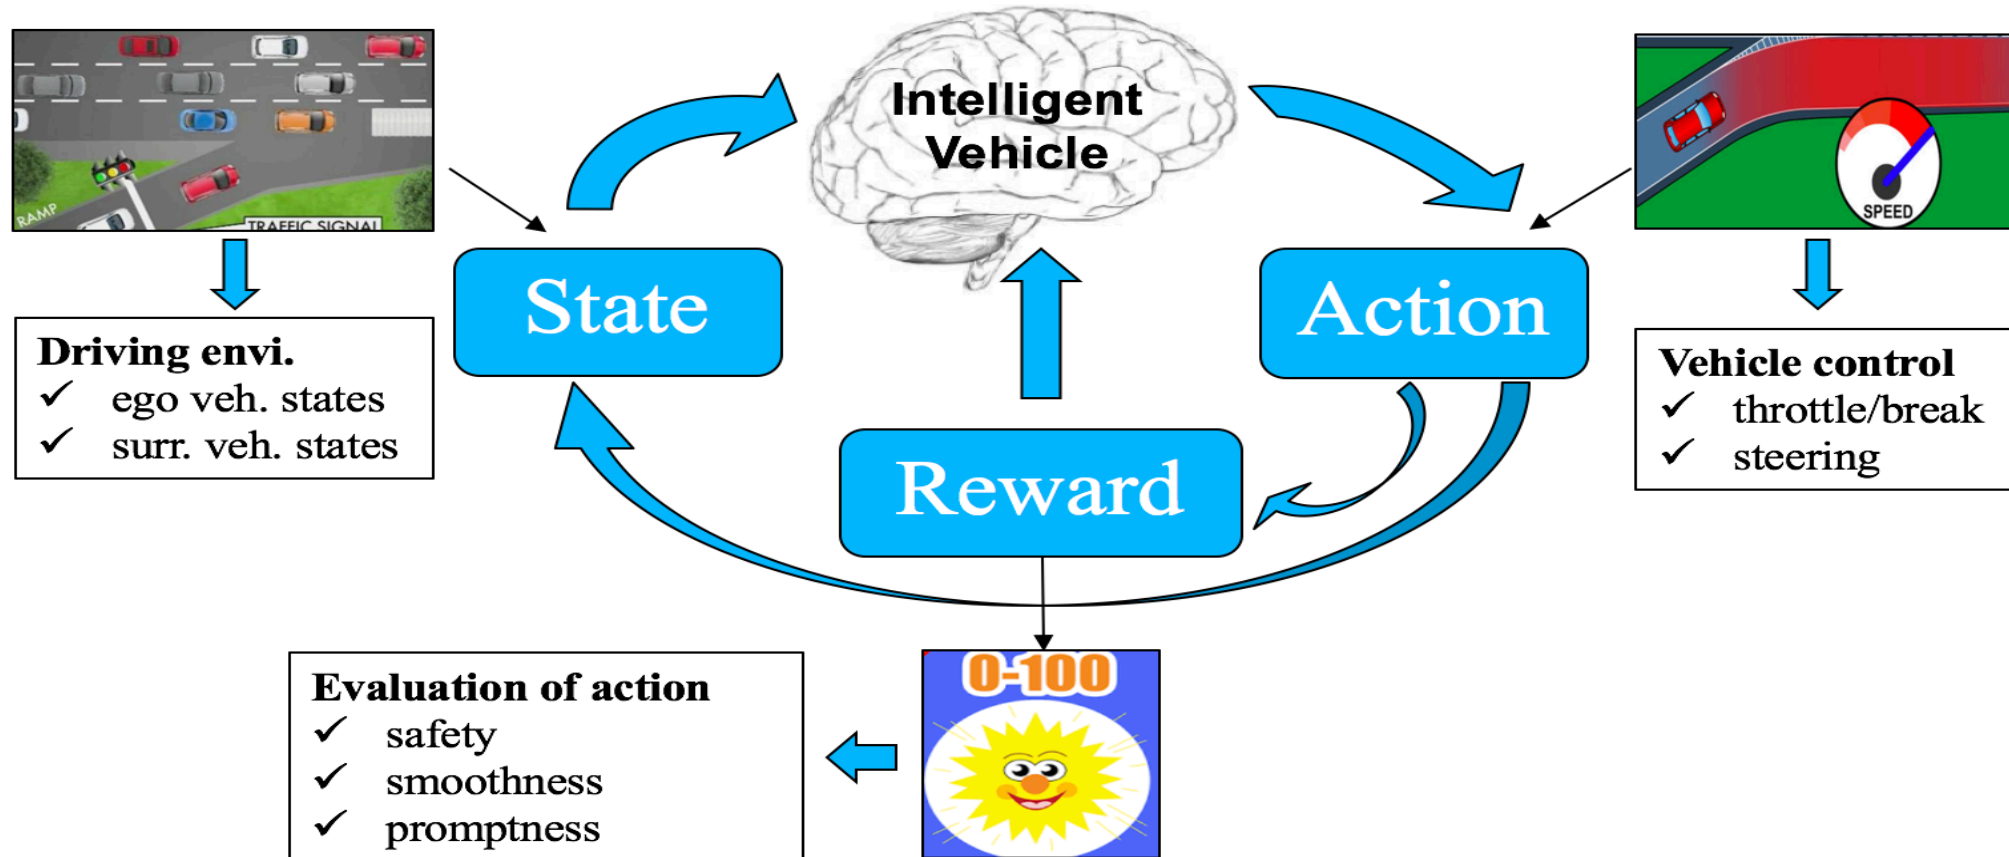 Intelligent
Vehicle
RAMP
TRAFFIC SIGNAL
SPEED
State
Action
Driving envi.
✓ ego veh. states
✓ surr. veh. states
Vehicle control
✓ throttle/break
✓ steering
Reward
Evaluation of action
✓ safety
✓ smoothness
✓ promptness
0-100